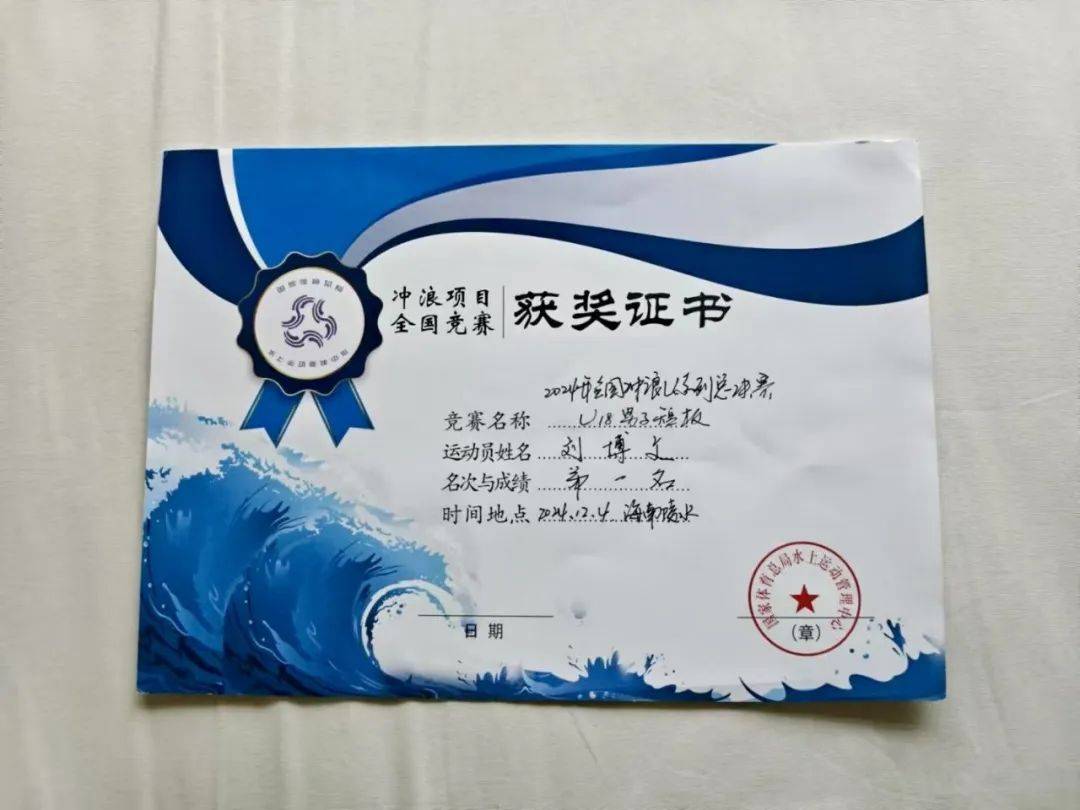 冲浪项目
全国竞赛
获奖证书
2024年全国冲浪U系列总决赛
竞赛名称 U18男子短板
运动员姓名 刘博文
名次与成绩 第一名
时间地点 2024.12.4 海南陵水
国家体育总局水上运动管理中心
日期
(章)